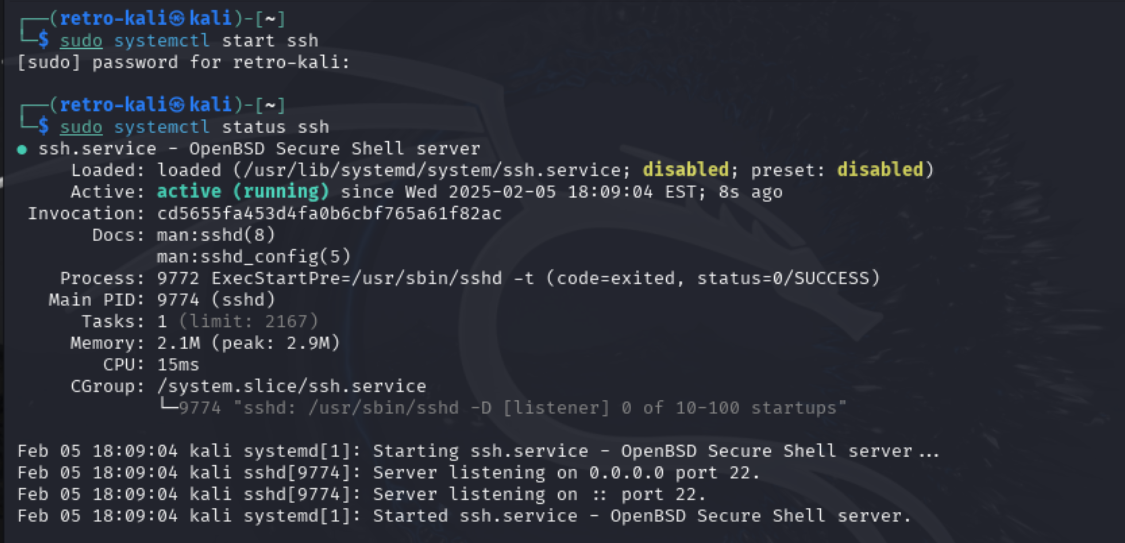 ┌──(retro-kali㉿kali)-[~]
└─$ sudo systemctl start ssh
[sudo] password for retro-kali:
┌──(retro-kali㉿kali)-[~]
└─$ sudo systemctl status ssh
● ssh.service - OpenBSD Secure Shell server
Loaded: loaded (/usr/lib/systemd/system/ssh.service; disabled; preset: disabled)
Active: active (running) since Wed 2025-02-05 18:09:04 EST; 8s ago
Invocation: cd5655fa453d4fa0b6cbf765a61f82ac
Docs: man:sshd(8)
man:sshd_config(5)
Process: 9772 ExecStartPre=/usr/sbin/sshd -t (code=exited, status=0/SUCCESS)
Main PID: 9774 (sshd)
Tasks: 1 (limit: 2167)
Memory: 2.1M (peak: 2.9M)
CPU: 15ms
CGroup: /system.slice/ssh.service
└─9774 "sshd: /usr/sbin/sshd -D [listener] 0 of 10-100 startups"
Feb 05 18:09:04 kali systemd[1]: Starting ssh.service - OpenBSD Secure Shell server...
Feb 05 18:09:04 kali sshd[9774]: Server listening on 0.0.0.0 port 22.
Feb 05 18:09:04 kali sshd[9774]: Server listening on :: port 22.
Feb 05 18:09:04 kali systemd[1]: Started ssh.service - OpenBSD Secure Shell server.